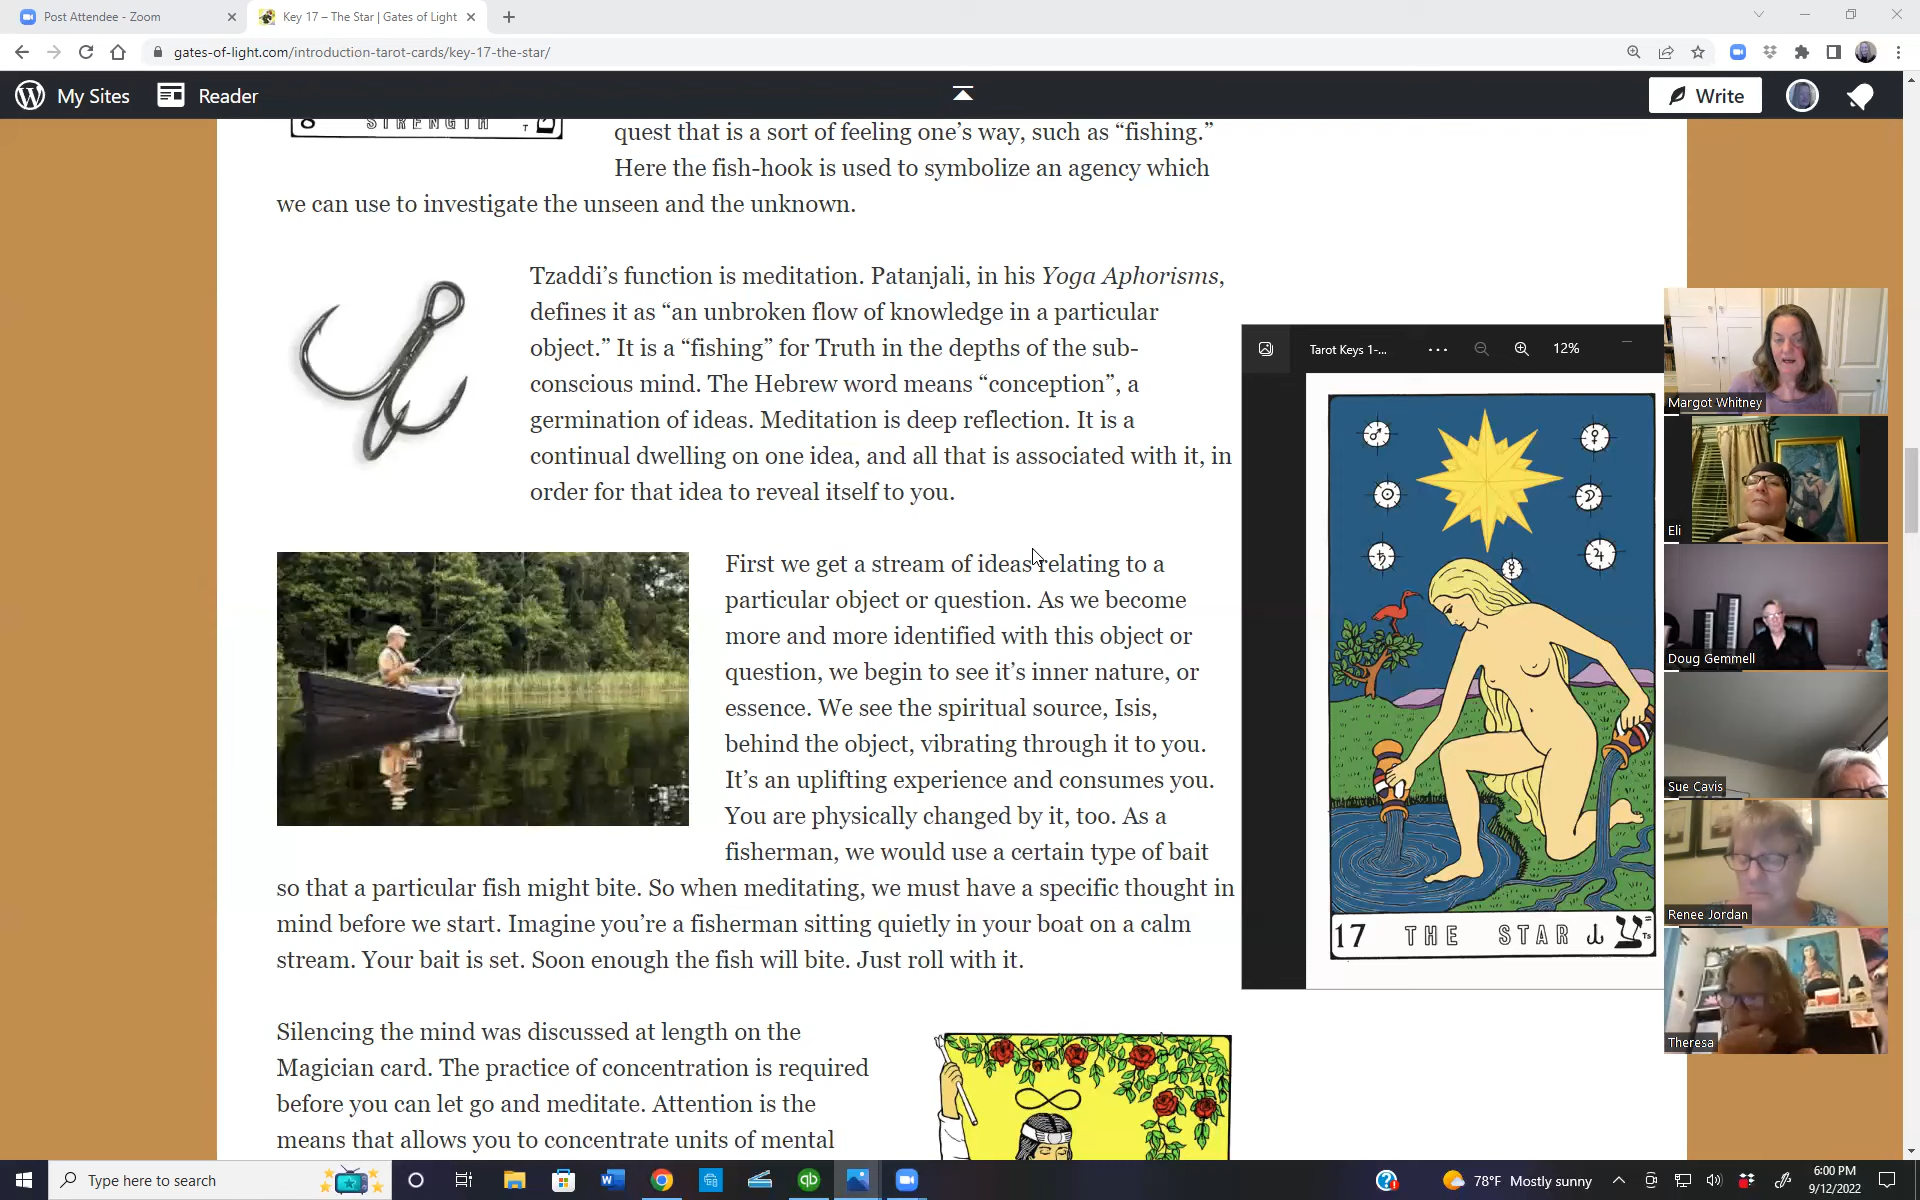 Post Attendee - Zoom
Key 17 – The Star | Gates of Light
gates-of-light.com/introduction-tarot-cards/key-17-the-star/
My Sites
Reader
Write
8 STRENGTH T ט
quest that is a sort of feeling one’s way, such as “fishing.”
Here the fish-hook is used to symbolize an agency which
we can use to investigate the unseen and the unknown.
Tzaddi’s function is meditation. Patanjali, in his Yoga Aphorisms,
defines it as “an unbroken flow of knowledge in a particular
object.” It is a “fishing” for Truth in the depths of the sub-
conscious mind. The Hebrew word means “conception”, a
germination of ideas. Meditation is deep reflection. It is a
continual dwelling on one idea, and all that is associated with it, in
order for that idea to reveal itself to you.
First we get a stream of ideas relating to a
particular object or question. As we become
more and more identified with this object or
question, we begin to see it’s inner nature, or
essence. We see the spiritual source, Isis,
behind the object, vibrating through it to you.
It’s an uplifting experience and consumes you.
You are physically changed by it, too. As a
fisherman, we would use a certain type of bait
so that a particular fish might bite. So when meditating, we must have a specific thought in
mind before we start. Imagine you’re a fisherman sitting quietly in your boat on a calm
stream. Your bait is set. Soon enough the fish will bite. Just roll with it.
Silencing the mind was discussed at length on the
Magician card. The practice of concentration is required
before you can let go and meditate. Attention is the
means that allows you to concentrate units of mental
Tarot Keys 1-...
12%
17 THE STAR צ Ts
Margot Whitney
Eli
Doug Gemmell
Sue Cavis
Renee Jordan
Theresa
Type here to search
78°F Mostly sunny
6:00 PM
9/12/2022